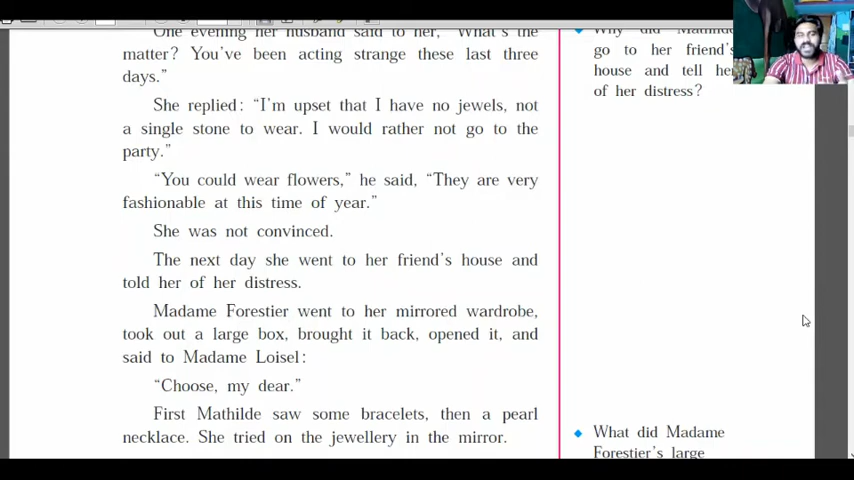 One evening her husband said to her, "What's the
matter? You've been acting strange these last three
days."
She replied: "I'm upset that I have no jewels, not
a single stone to wear. I would rather not go to the
party."
"You could wear flowers," he said, "They are very
fashionable at this time of year."
She was not convinced.
The next day she went to her friend's house and
told her of her distress.
Madame Forestier went to her mirrored wardrobe,
took out a large box, brought it back, opened it, and
said to Madame Loisel:
"Choose, my dear."
First Mathilde saw some bracelets, then a pearl
necklace. She tried on the jewellery in the mirror.
Why did Mathilde
go to her friend's
house and tell her
of her distress?
What did Madame
Forestier's large